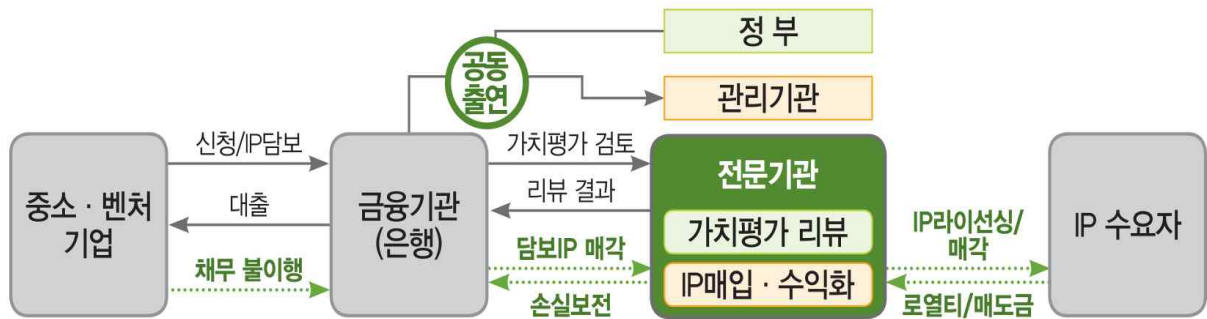 정 부
공동
출연
관리기관
신청/IP담보
가치평가 검토
전문기관
중소 · 벤처
기업
대출
금융기관
(은행)
리뷰 결과
가치평가 리뷰
IP라이선싱/
매각
IP 수요자
채무 불이행
담보IP 매각
IP매입 · 수익화
손실보전
로열티/매도금